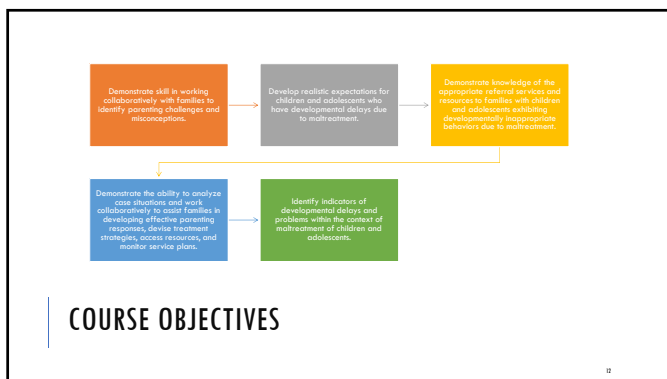 Demonstrate skill in working
collaboratively with families to
identify parenting challenges and
misconceptions.
Develop realistic expectations for
children and adolescents who
have developmental delays due
to maltreatment.
Demonstrate knowledge of the
appropriate referral services and
resources to families with children
and adolescents exhibiting
developmentally inappropriate
behaviors due to maltreatment.
Demonstrate the ability to analyze
case situations and work
collaboratively to assist families in
developing effective parenting
responses, devise treatment
strategies, access resources, and
monitor service plans.
Identify indicators of
developmental delays and
problems within the context of
maltreatment of children and
adolescents.
COURSE OBJECTIVES
12